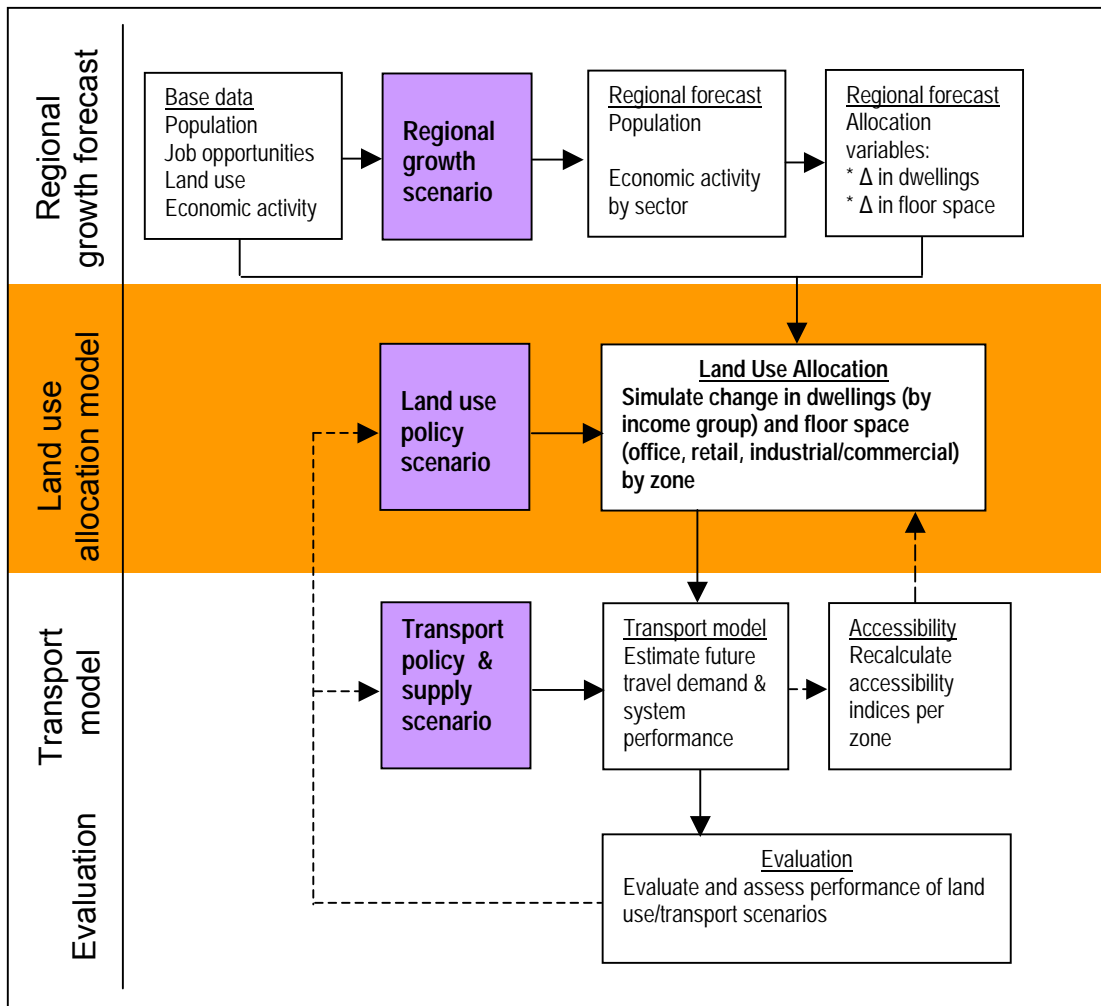 Regional
growth forecast
Base data
Population
Job opportunities
Land use
Economic activity
Regional
growth
scenario
Regional forecast
Population
Economic activity
by sector
Regional forecast
Allocation
variables:
* Δ in dwellings
* Δ in floor space
Land use
allocation model
Land use
policy
scenario
Land Use Allocation
Simulate change in dwellings (by
income group) and floor space
(office, retail, industrial/commercial)
by zone
Transport
model
Transport
policy &
supply
scenario
Transport model
Estimate future
travel demand &
system
performance
Accessibility
Recalculate
accessibility
indices per
zone
Evaluation
Evaluation
Evaluate and assess performance of land
use/transport scenarios